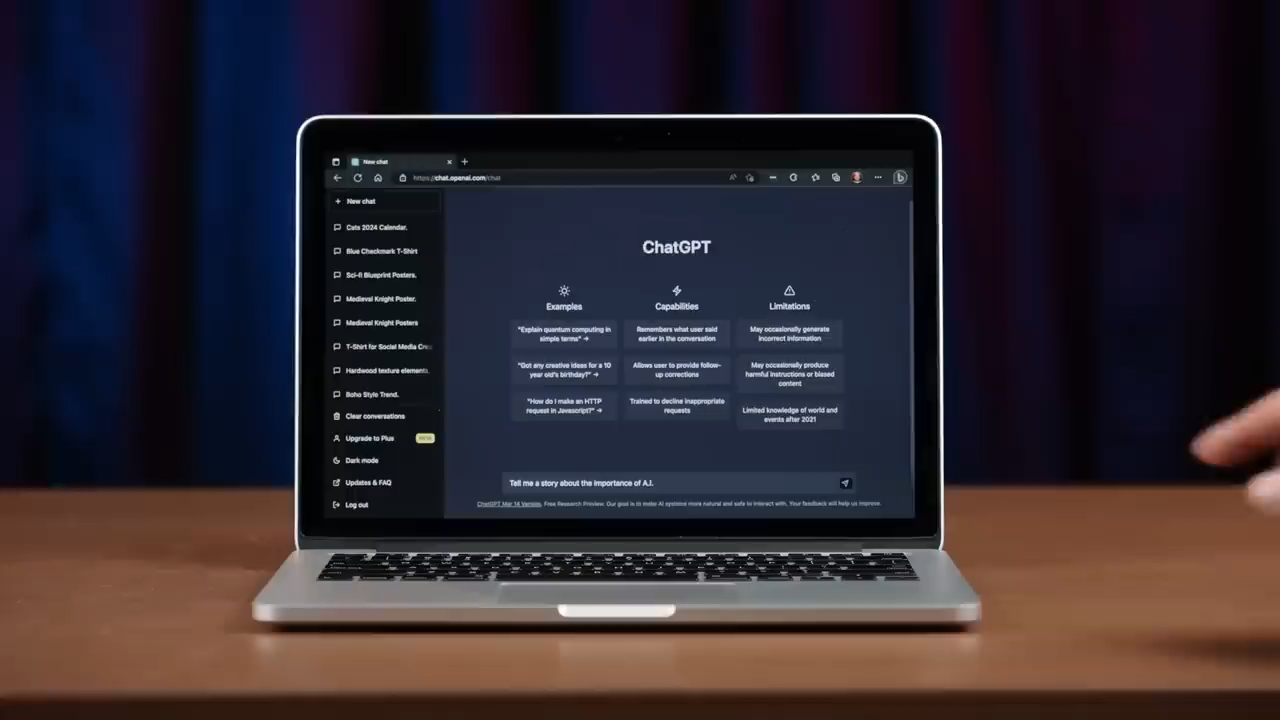 New chat
https://chat.openai.com/chat
New chat
Cats 2024 Calendar.
Blue Checkmark T-Shirt
Sci-fi Blueprint Posters.
Medieval Knight Poster.
Medieval Knight Posters
T-Shirt for Social Media Cre
Hardwood texture elements.
Boho Style Trend.
Clear conversations
Upgrade to Plus
Dark mode
Updates & FAQ
Log out
ChatGPT
Examples
"Explain quantum computing in
simple terms" →
"Got any creative ideas for a 10
year old's birthday?" →
"How do I make an HTTP
request in Javascript?" →
Capabilities
Remembers what user said
earlier in the conversation
Allows user to provide follow-
up corrections
Trained to decline inappropriate
requests
Limitations
May occasionally generate
incorrect information
May occasionally produce
harmful instructions or biased
content
Limited knowledge of world and
events after 2021
Tell me a story about the importance of A.I.
ChatGPT Mar 14 Version. Free Research Preview. Our goal is to make AI systems more natural and safe to interact with. Your feedback will help us improve.